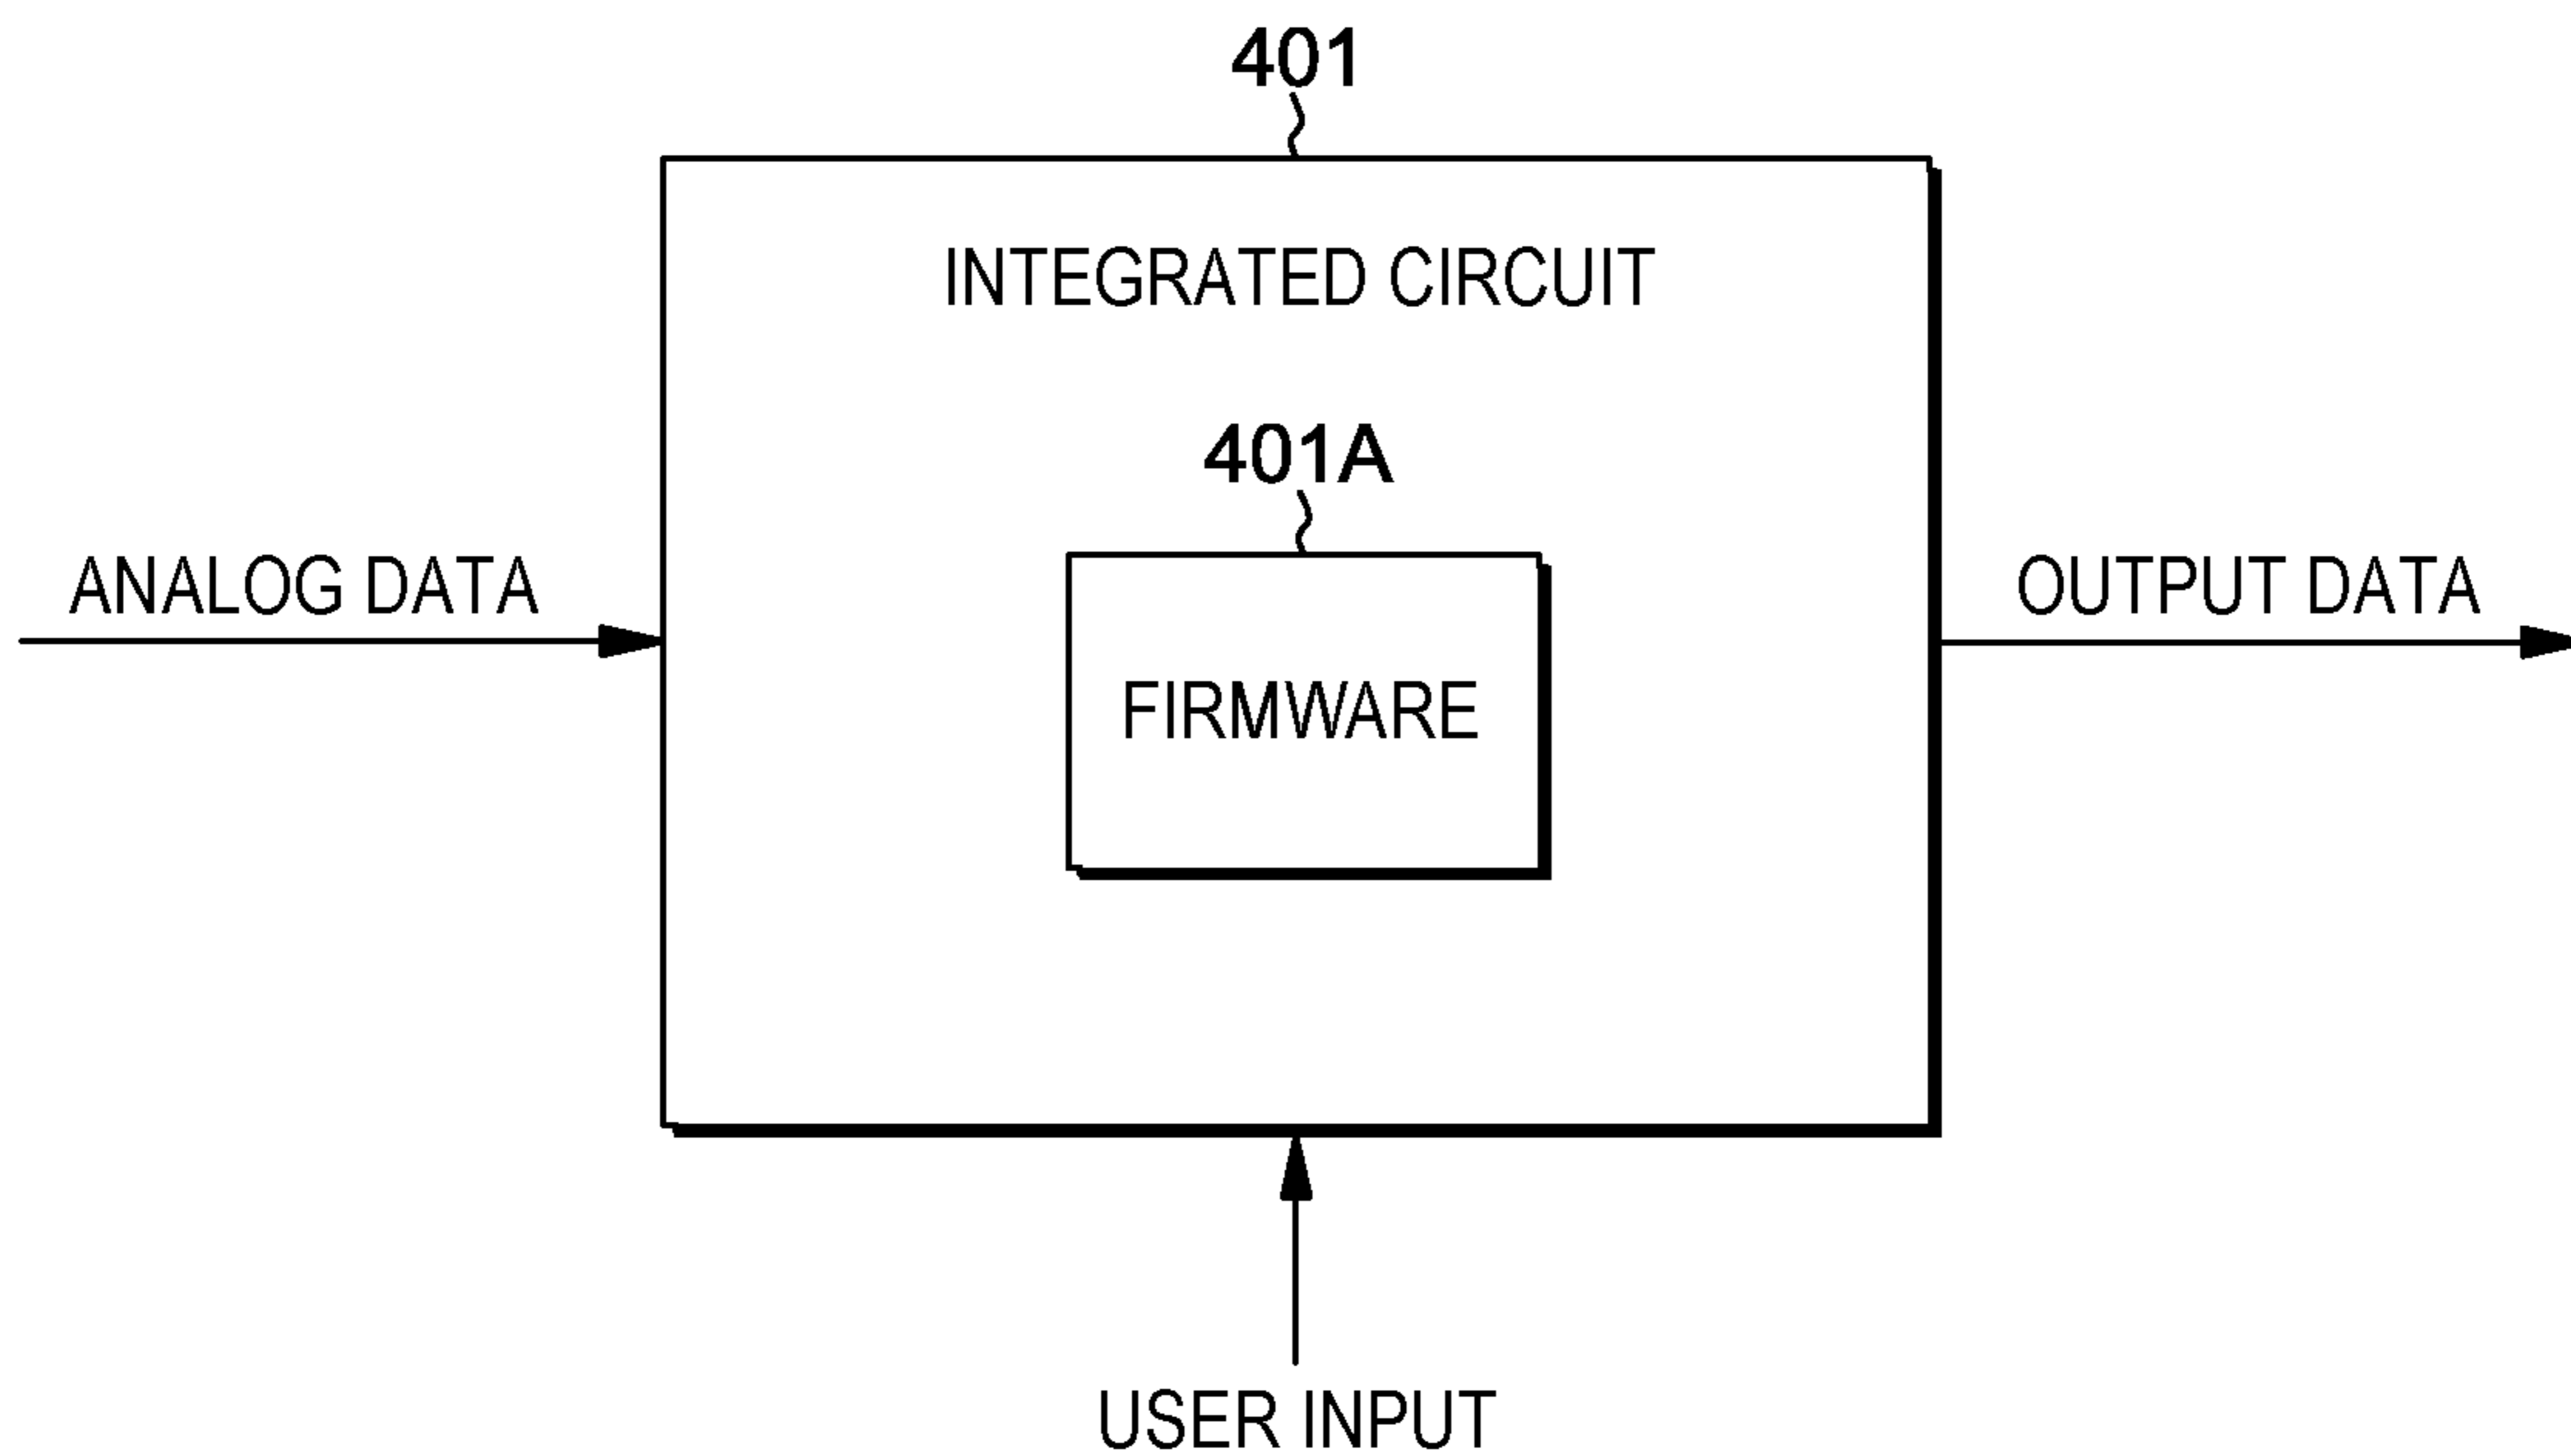 401
INTEGRATED CIRCUIT
401A
ANALOG DATA
FIRMWARE
OUTPUT DATA
USER INPUT